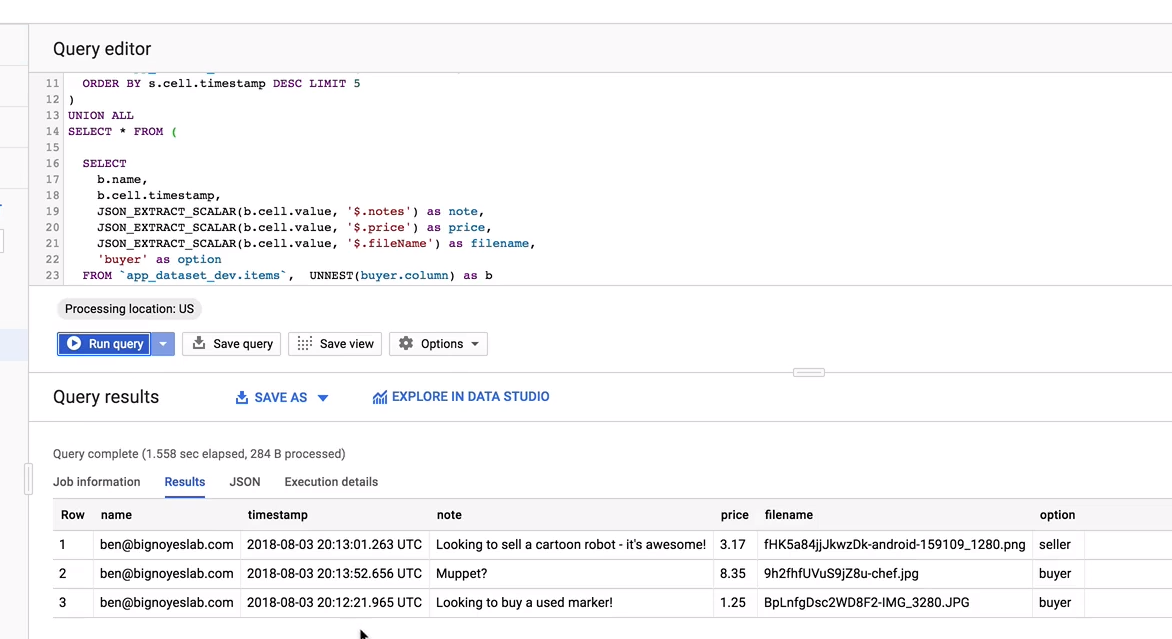 Query editor
11 ORDER BY s.cell.timestamp DESC LIMIT 5
12 )
13 UNION ALL
14 SELECT * FROM (
15
16 SELECT
17 b.name,
18 b.cell.timestamp,
19 JSON_EXTRACT_SCALAR(b.cell.value, '$.notes') as note,
20 JSON_EXTRACT_SCALAR(b.cell.value, '$.price') as price,
21 JSON_EXTRACT_SCALAR(b.cell.value, '$.fileName') as filename,
22 'buyer' as option
23 FROM `app_dataset_dev.items`, UNNEST(buyer.column) as b
Processing location: US
Run query Save query Save view Options
Query results SAVE AS EXPLORE IN DATA STUDIO
Query complete (1.558 sec elapsed, 284 B processed)
Job information Results JSON Execution details
Row name timestamp note price filename option
1 ben@bignoyeslab.com 2018-08-03 20:13:01.263 UTC Looking to sell a cartoon robot - it's awesome! 3.17 fHK5a84jjJkwzDk-android-159109_1280.png seller
2 ben@bignoyeslab.com 2018-08-03 20:13:52.656 UTC Muppet? 8.35 9h2fhfUVuS9jZ8u-chef.jpg buyer
3 ben@bignoyeslab.com 2018-08-03 20:12:21.965 UTC Looking to buy a used marker! 1.25 BpLnfgDsc2WD8F2-IMG_3280.JPG buyer